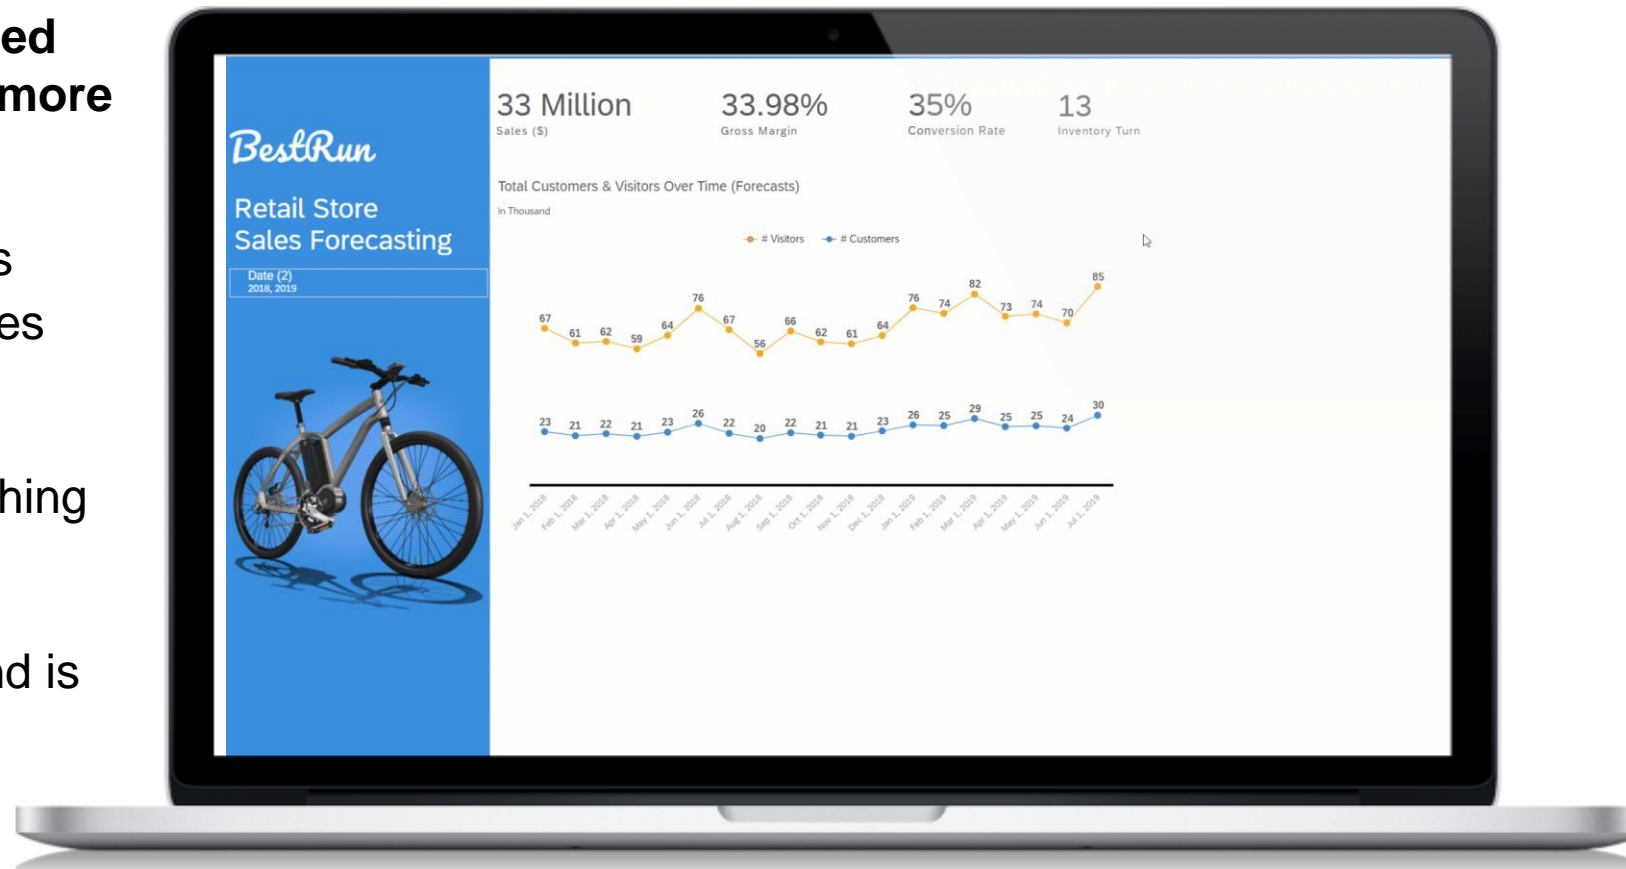 ed
more
s
es
hing
nd is
BestRun
Retail Store
Sales Forecasting
Date (2)
2018, 2019
33 Million
Sales ($)
33.98%
Gross Margin
35%
Conversion Rate
13
Inventory Turn
Total Customers & Visitors Over Time (Forecasts)
in Thousand
# Visitors # Customers
67 61 62 59 64 76 67 56 66 62 61 64 76 74 82 73 74 70 85
23 21 22 21 23 26 22 20 22 21 21 23 26 25 29 25 25 24 30
Jan 1, 2018 Feb 1, 2018 Mar 1, 2018 Apr 1, 2018 May 1, 2018 Jun 1, 2018 Jul 1, 2018 Aug 1, 2018 Sep 1, 2018 Oct 1, 2018 Nov 1, 2018 Dec 1, 2018 Jan 1, 2019 Feb 1, 2019 Mar 1, 2019 Apr 1, 2019 May 1, 2019 Jun 1, 2019 Jul 1, 2019